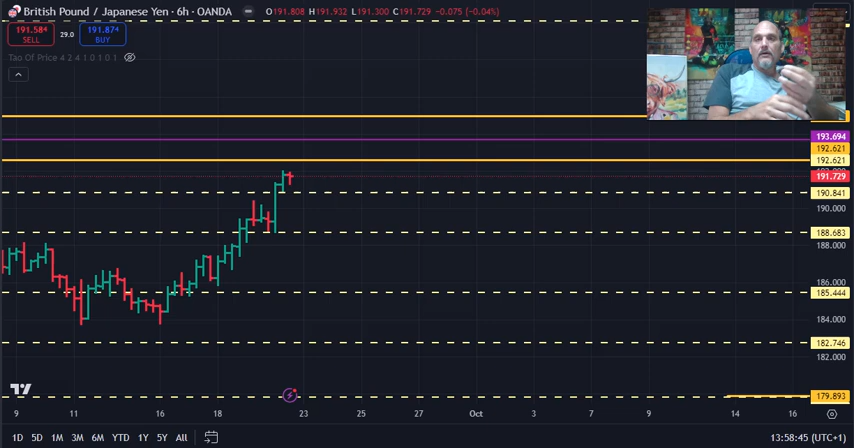 British Pound / Japanese Yen · 6h · OANDA O191.808 H191.932 L191.300 C191.729 -0.075 (-0.04%)
191.584 29.0 191.874
SELL BUY
Tao Of Price 4 2 4 1 0 1 0 1
193.694
192.621
192.621
191.729
190.841
190.000
188.683
188.000
186.000
185.444
184.000
182.746
182.000
179.893
9 11 16 18 23 25 27 Oct 3 7 9 14 16
1D 5D 1M 3M 6M YTD 1Y 5Y All 13:58:45 (UTC+1)